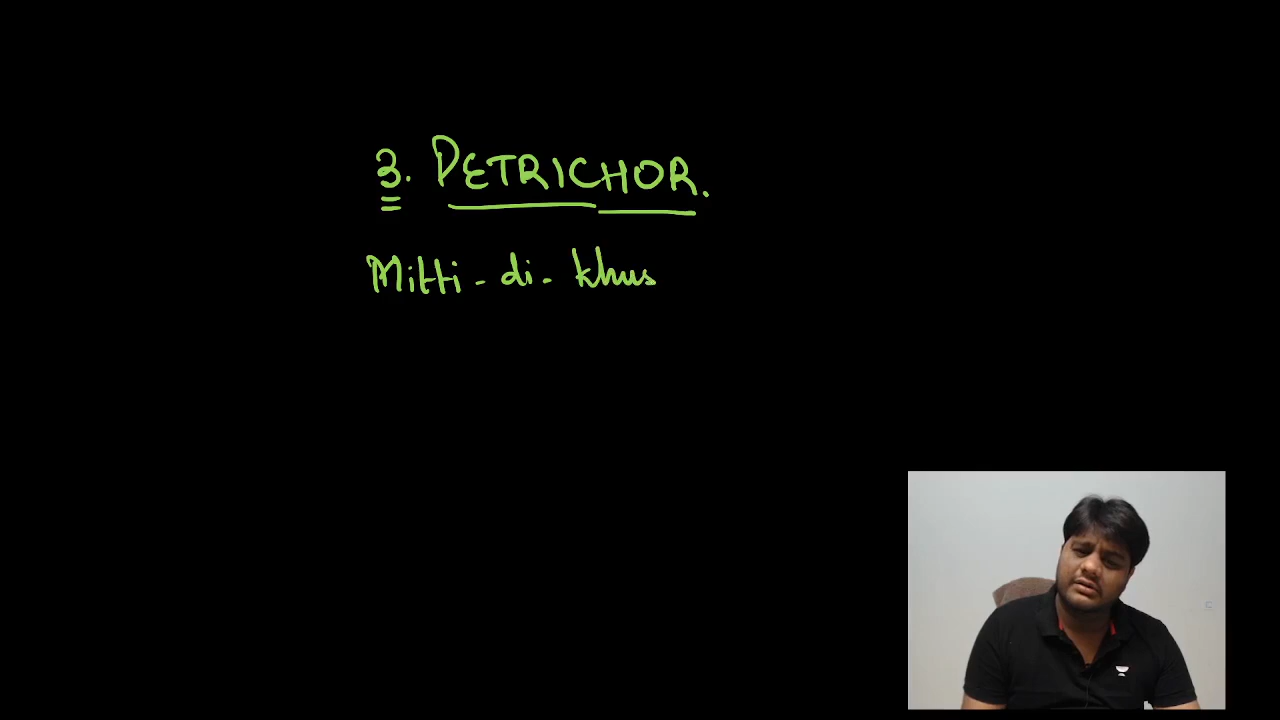 3. PETRICHOR.
Mitti - di - khus